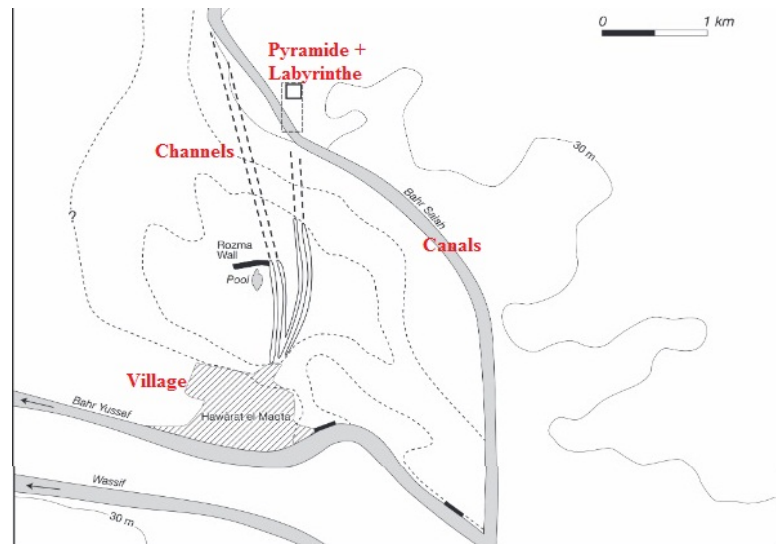 0 1 km
Pyramide +
Labyrinthe
Channels
30 m
Bahr Salah
?
Canals
Rozma
Wall
Pool
Village
Bahr Yussef
Hawârat el Maqta
Wassif
30 m